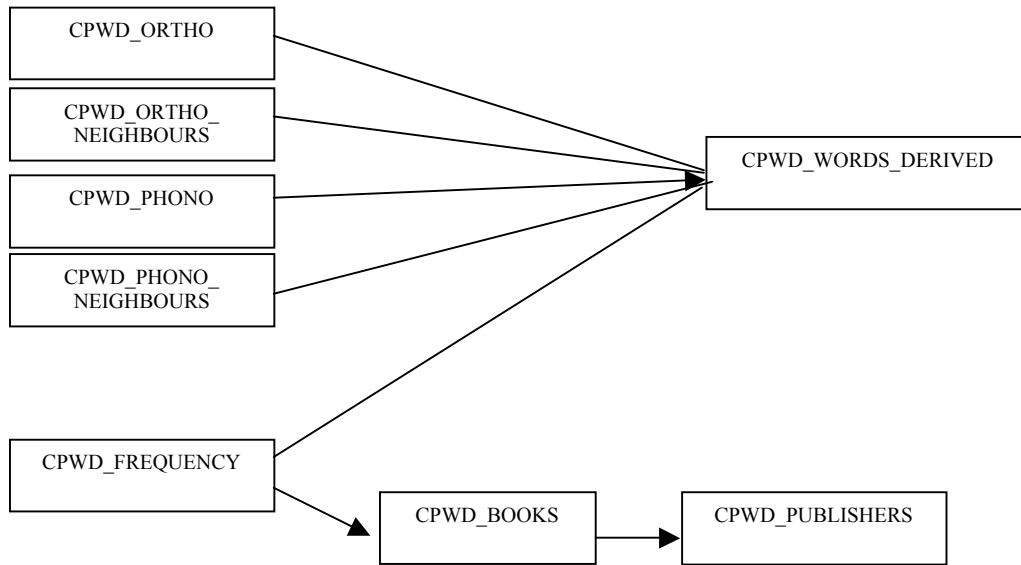 CPWD_ORTHO
CPWD_ORTHO_
NEIGHBOURS
CPWD_WORDS_DERIVED
CPWD_PHONO
CPWD_PHONO_
NEIGHBOURS
CPWD_FREQUENCY
CPWD_BOOKS
CPWD_PUBLISHERS